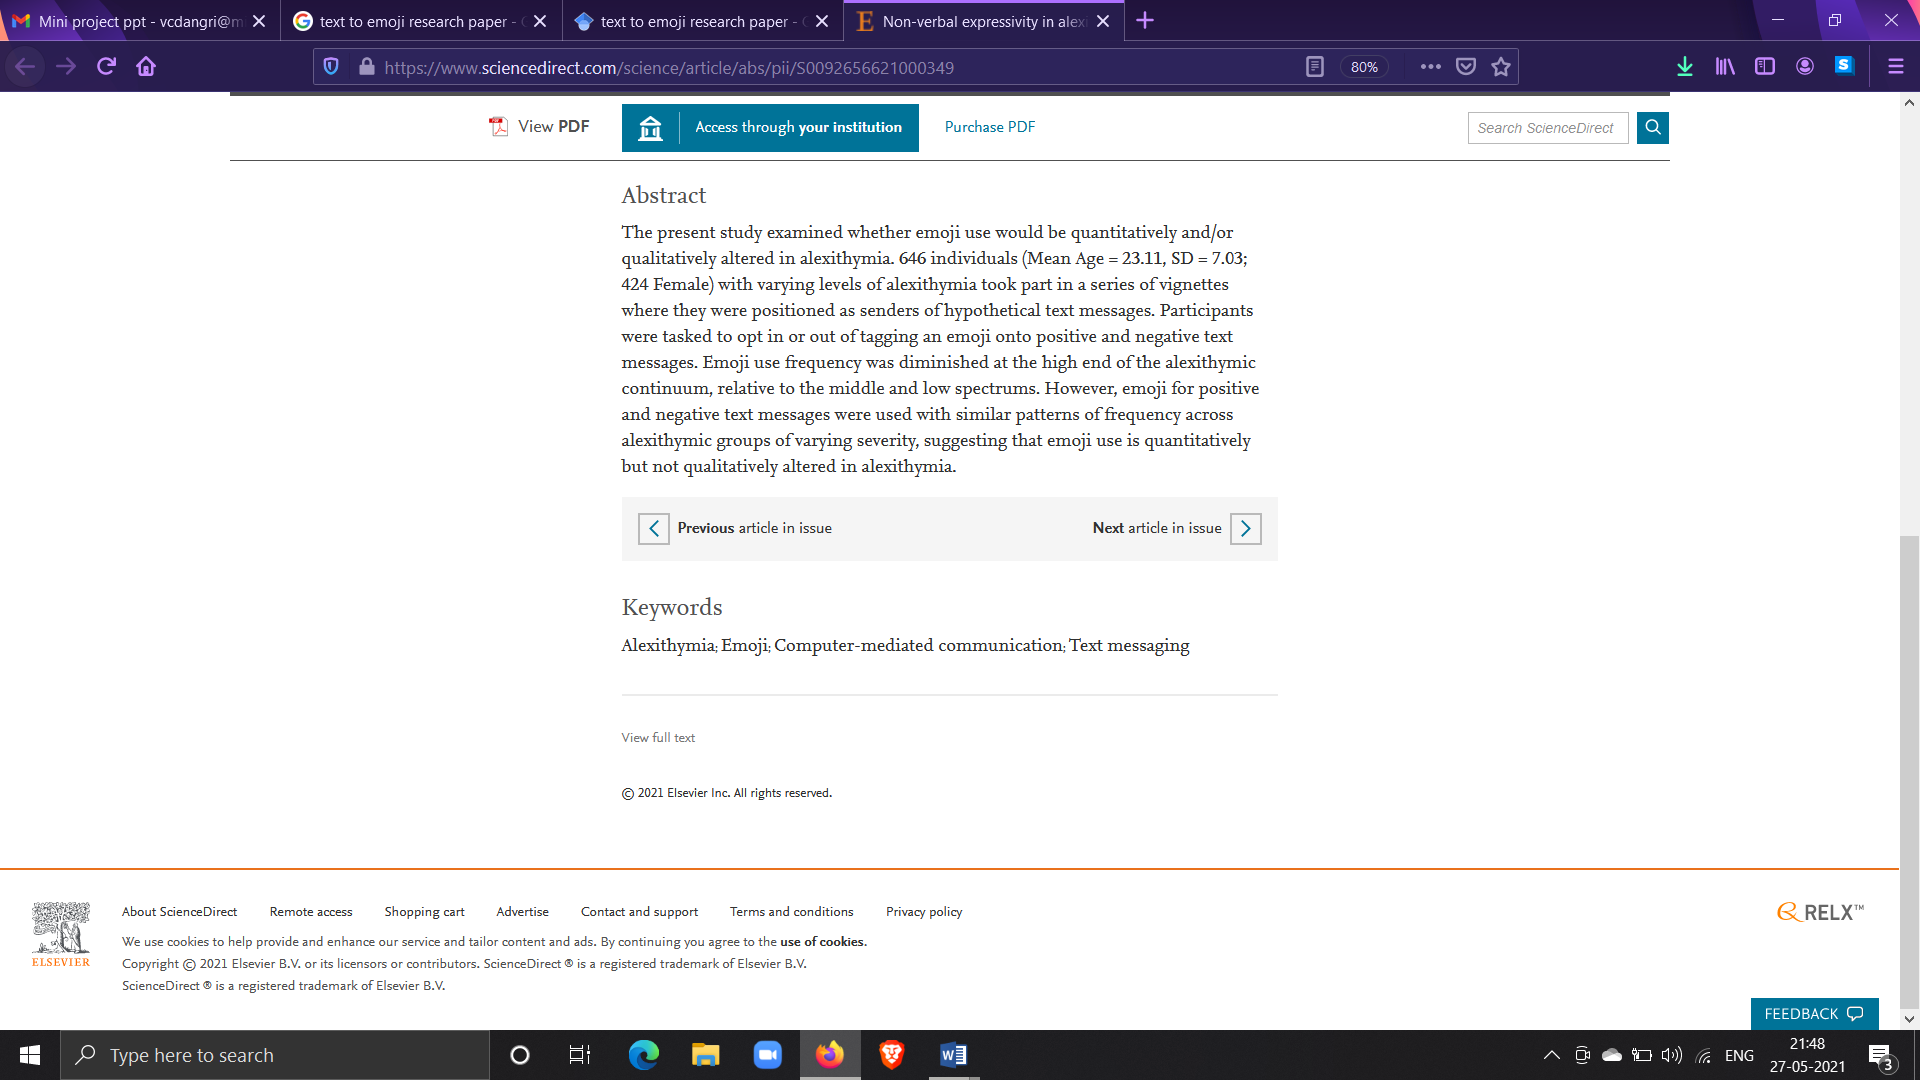 Mini project ppt - vcdangri@m
text to emoji research paper -
text to emoji research paper -
Non-verbal expressivity in alexi
https://www.sciencedirect.com/science/article/abs/pii/S0092656621000349
80%
View PDF
Access through your institution
Purchase PDF
Search ScienceDirect
Abstract
The present study examined whether emoji use would be quantitatively and/or
qualitatively altered in alexithymia. 646 individuals (Mean Age = 23.11, SD = 7.03;
424 Female) with varying levels of alexithymia took part in a series of vignettes
where they were positioned as senders of hypothetical text messages. Participants
were tasked to opt in or out of tagging an emoji onto positive and negative text
messages. Emoji use frequency was diminished at the high end of the alexithymic
continuum, relative to the middle and low spectrums. However, emoji for positive
and negative text messages were used with similar patterns of frequency across
alexithymic groups of varying severity, suggesting that emoji use is quantitatively
but not qualitatively altered in alexithymia.
Previous article in issue
Next article in issue
Keywords
Alexithymia; Emoji; Computer-mediated communication; Text messaging
View full text
© 2021 Elsevier Inc. All rights reserved.
ELSEVIER
About ScienceDirect
Remote access
Shopping cart
Advertise
Contact and support
Terms and conditions
Privacy policy
RELX™
We use cookies to help provide and enhance our service and tailor content and ads. By continuing you agree to the use of cookies.
Copyright © 2021 Elsevier B.V. or its licensors or contributors. ScienceDirect ® is a registered trademark of Elsevier B.V.
ScienceDirect ® is a registered trademark of Elsevier B.V.
FEEDBACK
Type here to search
ENG
21:48
27-05-2021
3